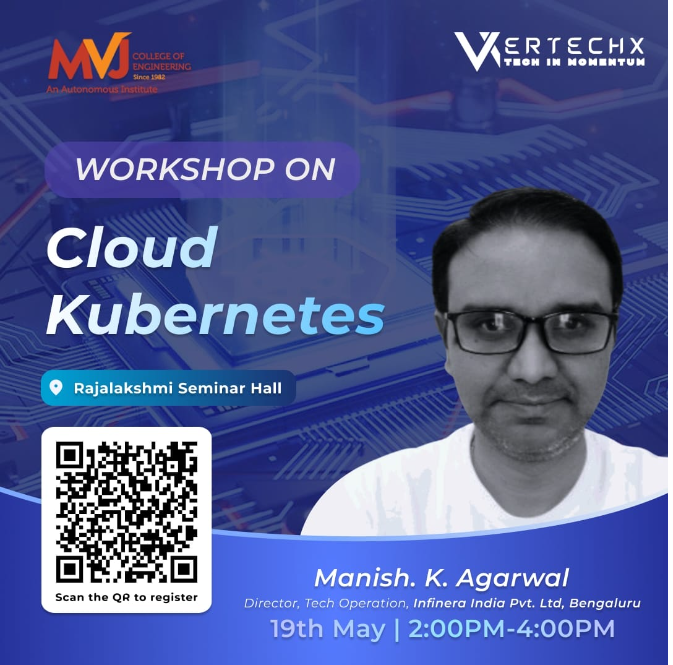 MVJ COLLEGE OF
ENGINEERING
Since 1982
An Autonomous Institute
VERTECHX
TECH IN MOMENTUM
WORKSHOP ON
Cloud
Kubernetes
Rajalakshmi Seminar Hall
Scan the QR to register
Manish. K. Agarwal
Director, Tech Operation, Infinera India Pvt. Ltd, Bengaluru
19th May | 2:00PM-4:00PM